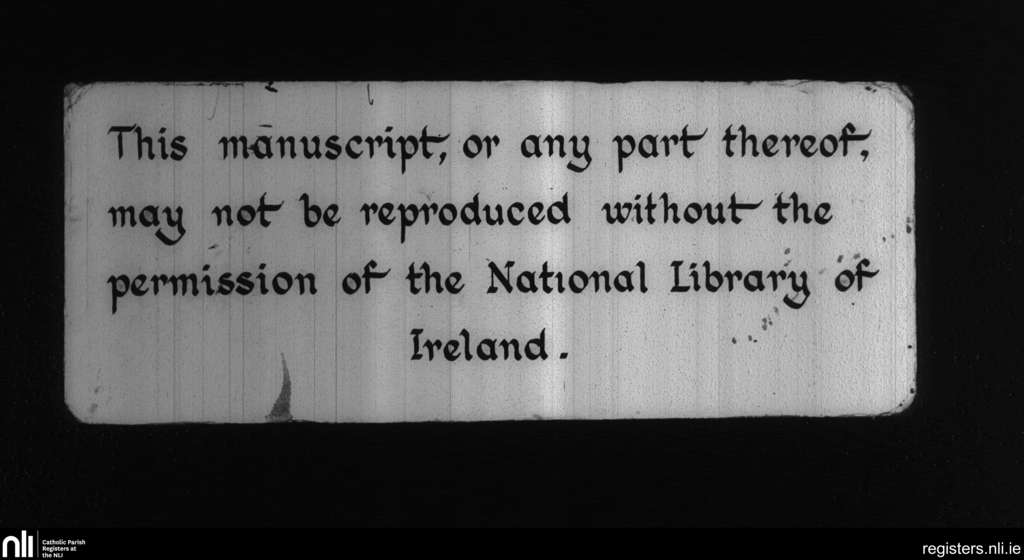 This manuscript, or any part thereof,
may not be reproduced without the
permission of the National Library of
Ireland.
nli
Catholic Parish
Registers at
the NLI
registers.nli.ie